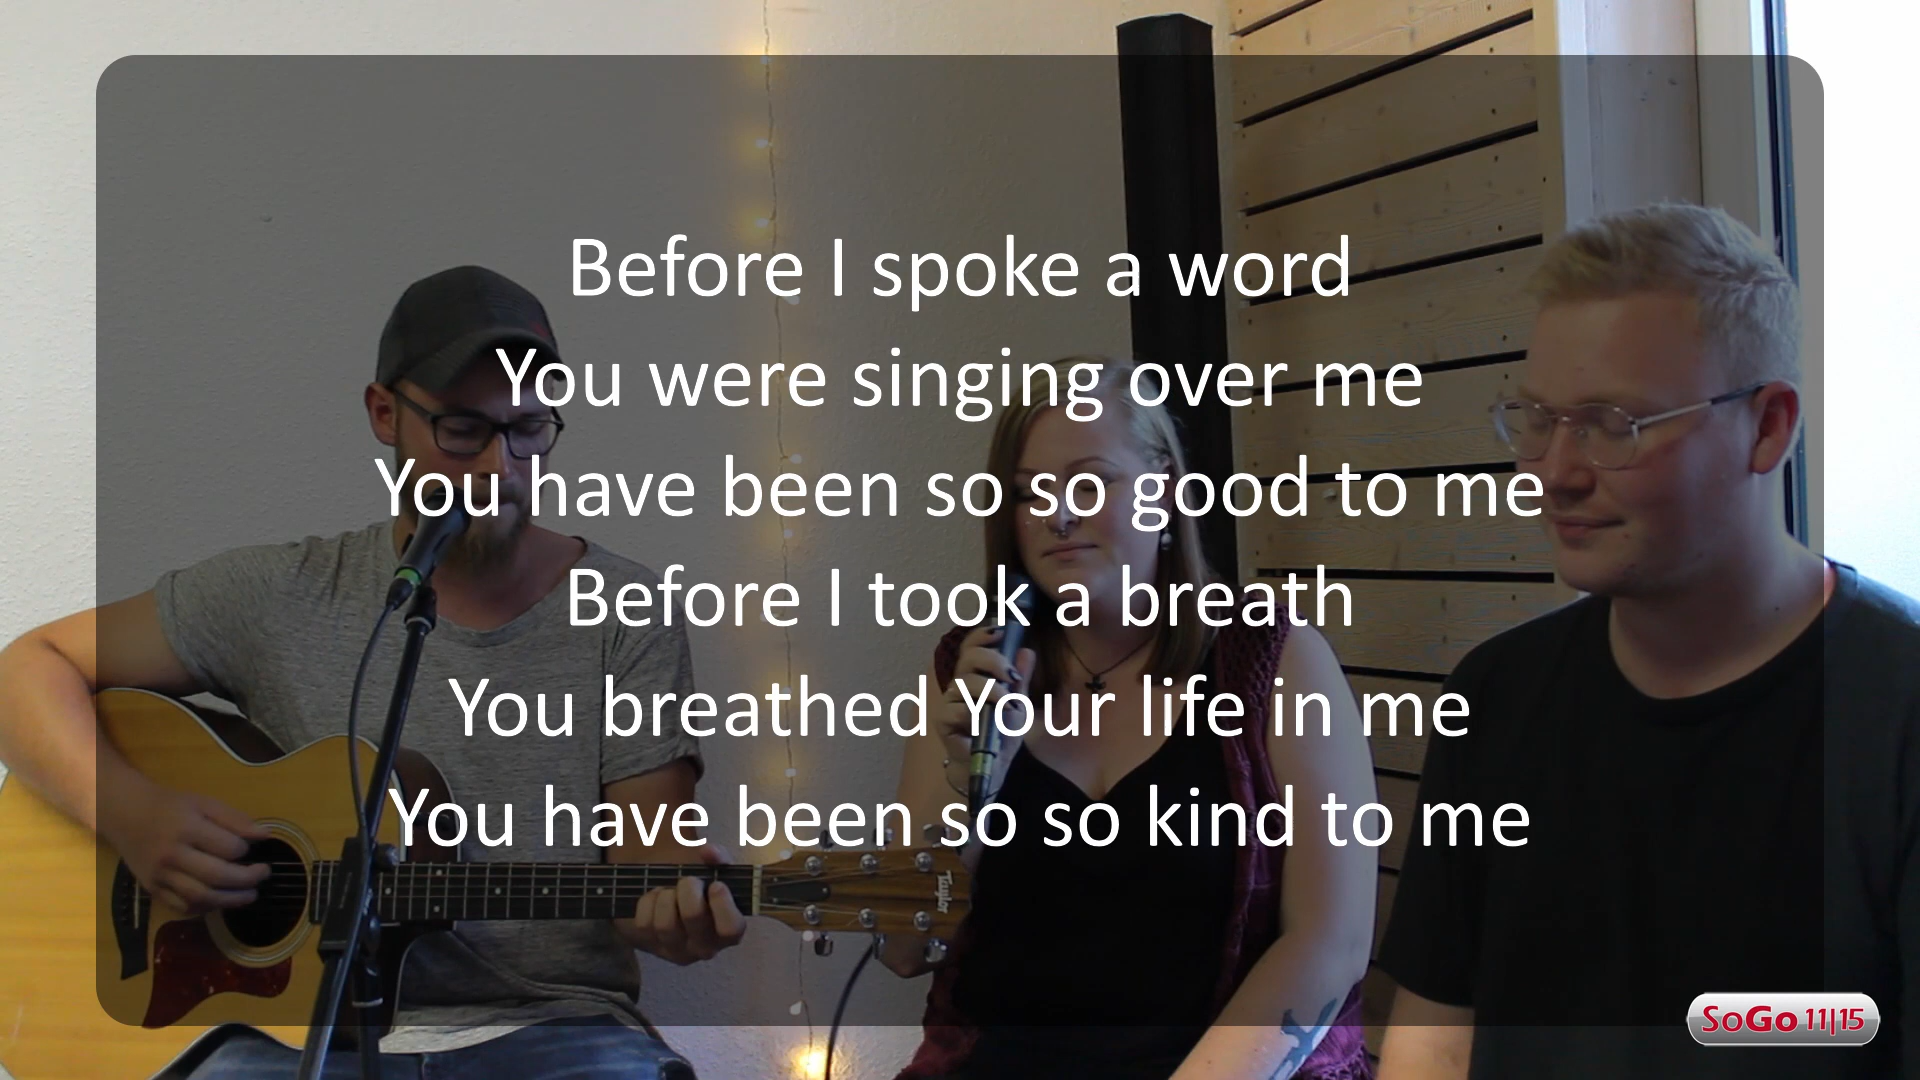 Before I spoke a word
You were singing over me
You have been so so good to me
Before I took a breath
You breathed Your life in me
You have been so so kind to me
Taylor
SoGo 11|15